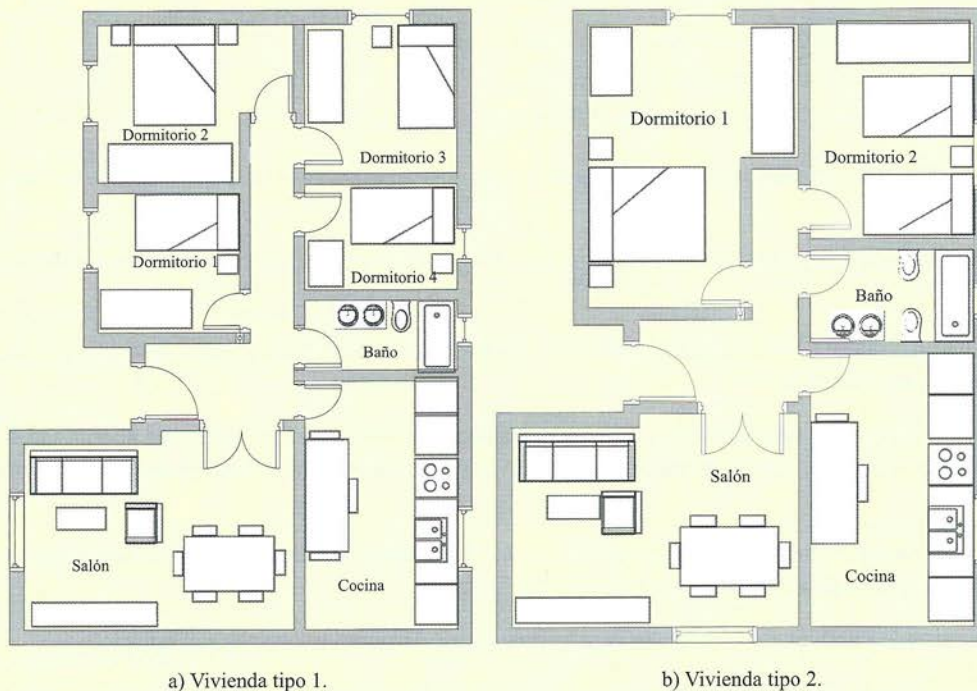 Dormitorio 2
Dormitorio 3
Dormitorio 1
Dormitorio 4
Baño
Salón
Cocina
a) Vivienda tipo 1.
Dormitorio 1
Dormitorio 2
Baño
Salón
Cocina
b) Vivienda tipo 2.